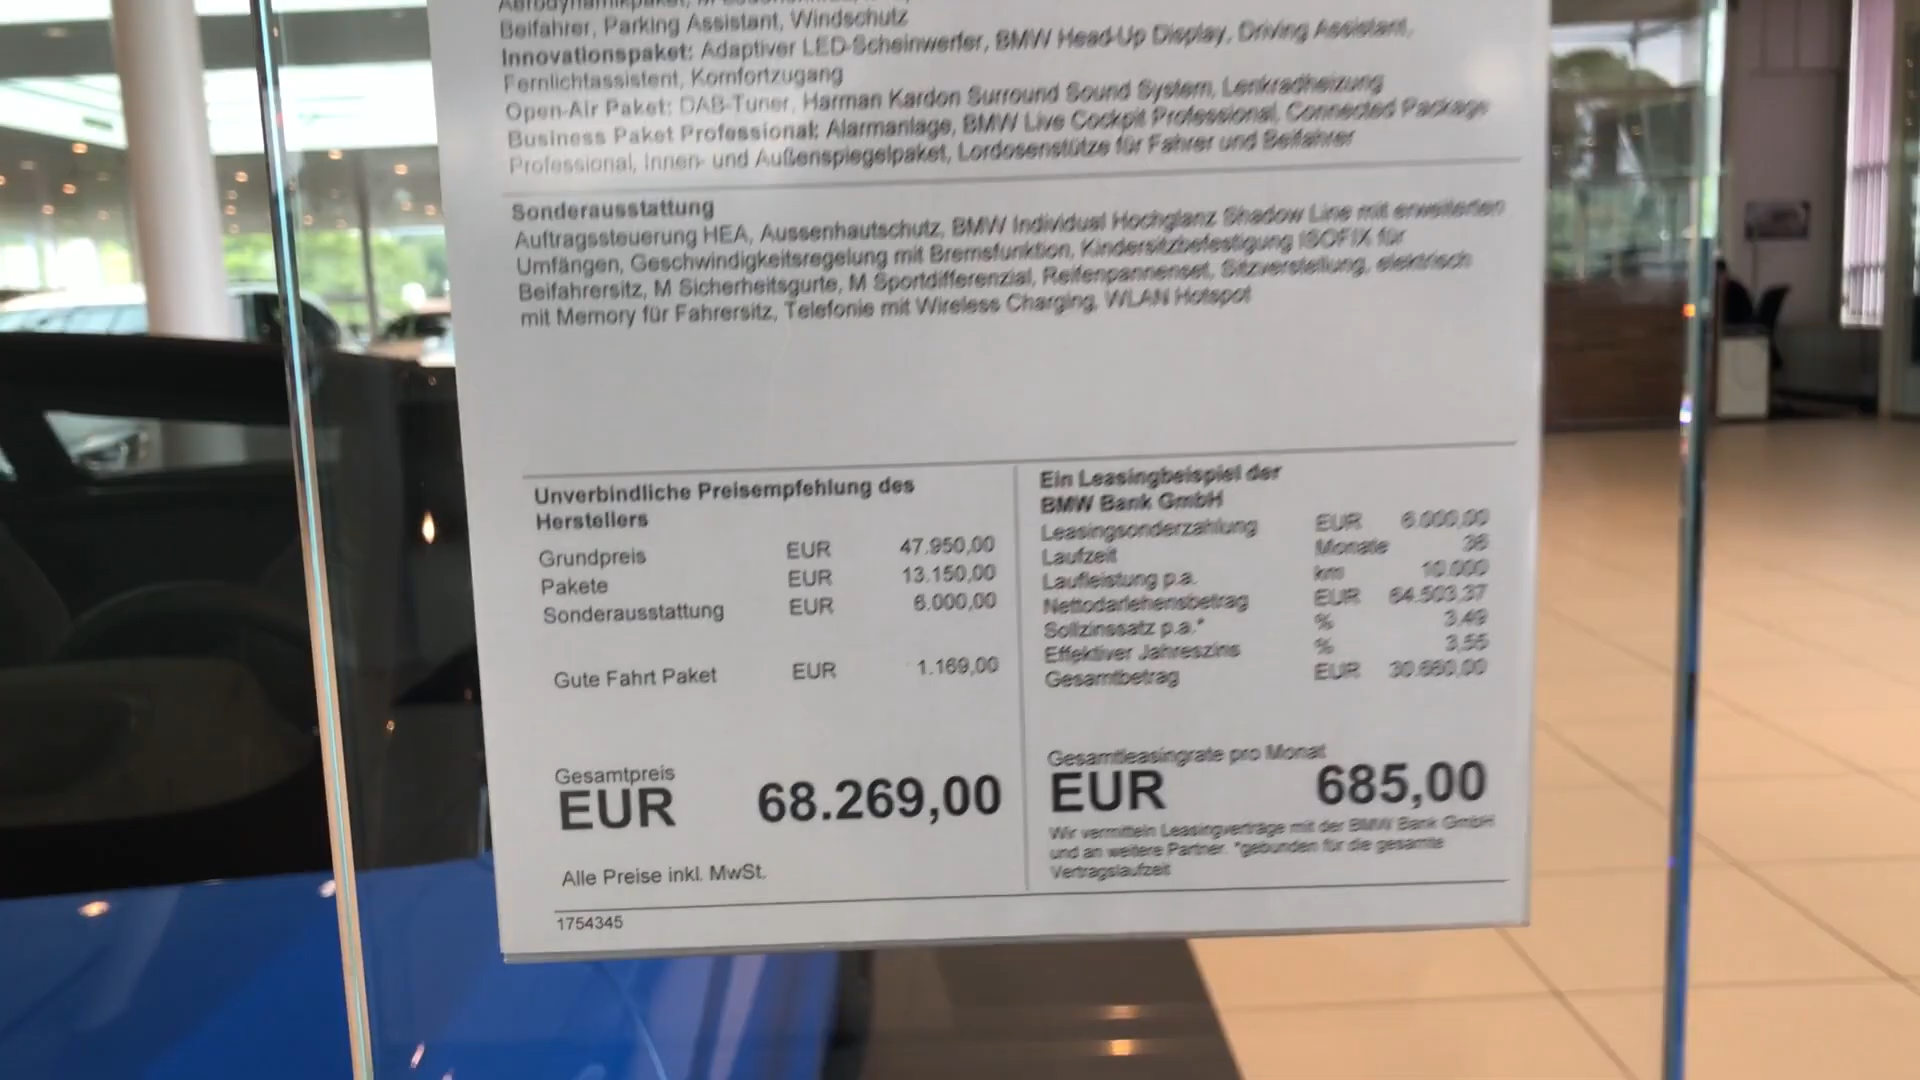 Aerodynamikpaket,
Beifahrer, Parking Assistant, Windschutz
Innovationspaket: Adaptiver LED-Scheinwerfer, BMW Head-Up Display, Driving Assistant,
Fernlichtassistent, Komfortzugang
Open-Air Paket: DAB-Tuner, Harman Kardon Surround Sound System, Lenkradheizung
Business Paket Professional: Alarmanlage, BMW Live Cockpit Professional, Connected Package
Professional, Innen- und Außenspiegelpaket, Lordosenstütze für Fahrer und Beifahrer
Sonderausstattung
Auftragssteuerung HEA, Aussenhautschutz, BMW Individual Hochglanz Shadow Line mit erweiterten
Umfängen, Geschwindigkeitsregelung mit Bremsfunktion, Kindersitzbefestigung ISOFIX für
Beifahrersitz, M Sicherheitsgurte, M Sportdifferenzial, Reifenpannenset, Sitzverstellung, elektrisch
mit Memory für Fahrersitz, Telefonie mit Wireless Charging, WLAN Hotspot
Unverbindliche Preisempfehlung des
Herstellers
Grundpreis EUR 47.950,00
Pakete EUR 13.150,00
Sonderausstattung EUR 6.000,00
Gute Fahrt Paket EUR 1.169,00
Gesamtpreis
EUR 68.269,00
Alle Preise inkl. MwSt.
1754345
Ein Leasingbeispiel der
BMW Bank GmbH
Leasingsonderzahlung EUR 6.000,00
Laufzeit Monate 36
Laufleistung p.a. km 10.000
Nettodarlehensbetrag EUR 64.503,37
Sollzinssatz p.a.* % 3,49
Effektiver Jahreszins % 3,55
Gesamtbetrag EUR 30.660,00
Gesamtleasingrate pro Monat
EUR 685,00
Wir vermitteln Leasingverträge mit der BMW Bank GmbH
und an weitere Partner. *gebunden für die gesamte
Vertragslaufzeit